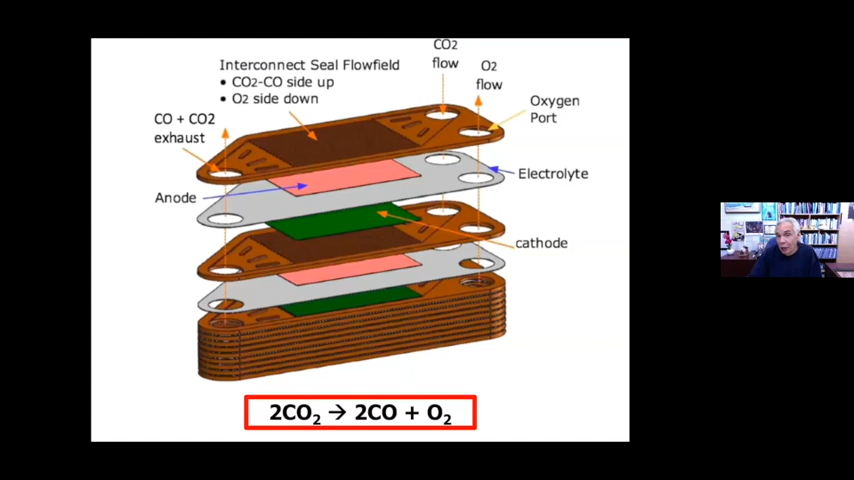 CO2
flow
O2
flow
Interconnect Seal Flowfield
• CO2-CO side up
• O2 side down
Oxygen
Port
CO + CO2
exhaust
Electrolyte
Anode
cathode
2CO₂ → 2CO + O₂